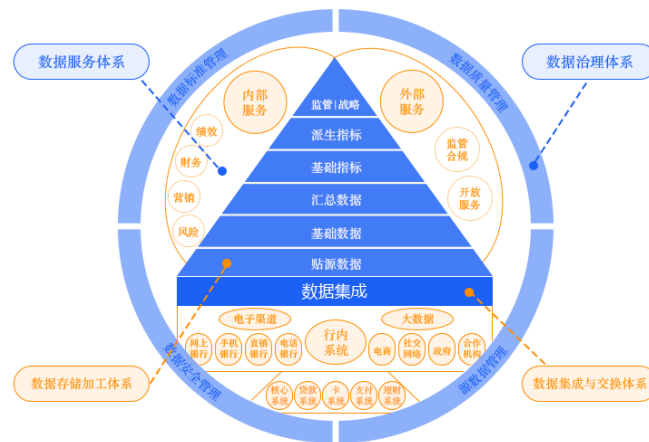 数据服务体系
数据标准管理
数据质量管理
数据治理体系
内部
服务
外部
服务
监管|战略
绩效
派生指标
监管
合规
财务
基础指标
营销
汇总数据
开放
服务
风险
基础数据
贴源数据
数据集成
电子渠道
大数据
行内
系统
网上
银行
手机
银行
直销
银行
电话
银行
电商
社交
网络
政府
合作
机构
数据存储加工体系
数据安全管理
源数据管理
数据集成与交换体系
核心
系统
贷款
系统
卡
系统
支付
系统
理财
系统